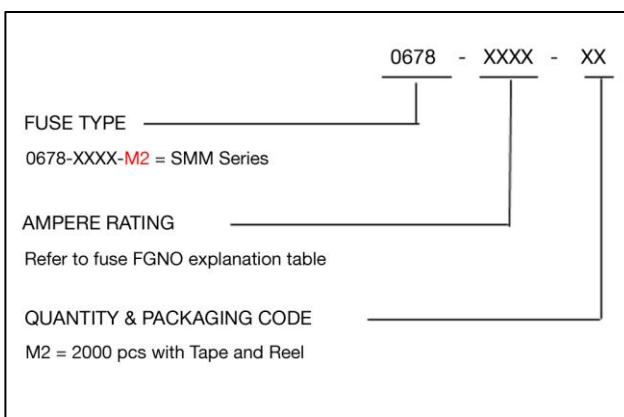 0678 - XXXX - XX
FUSE TYPE
0678-XXXX-M2 = SMM Series
AMPERE RATING
Refer to fuse FGNO explanation table
QUANTITY & PACKAGING CODE
M2 = 2000 pcs with Tape and Reel